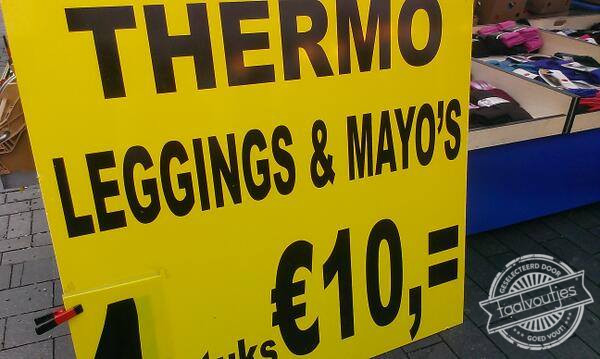 THERMO
LEGGINGS & MAYO'S
€10,=
GESELECTEERD DOOR
taalvoutjes
GOED VOUT!